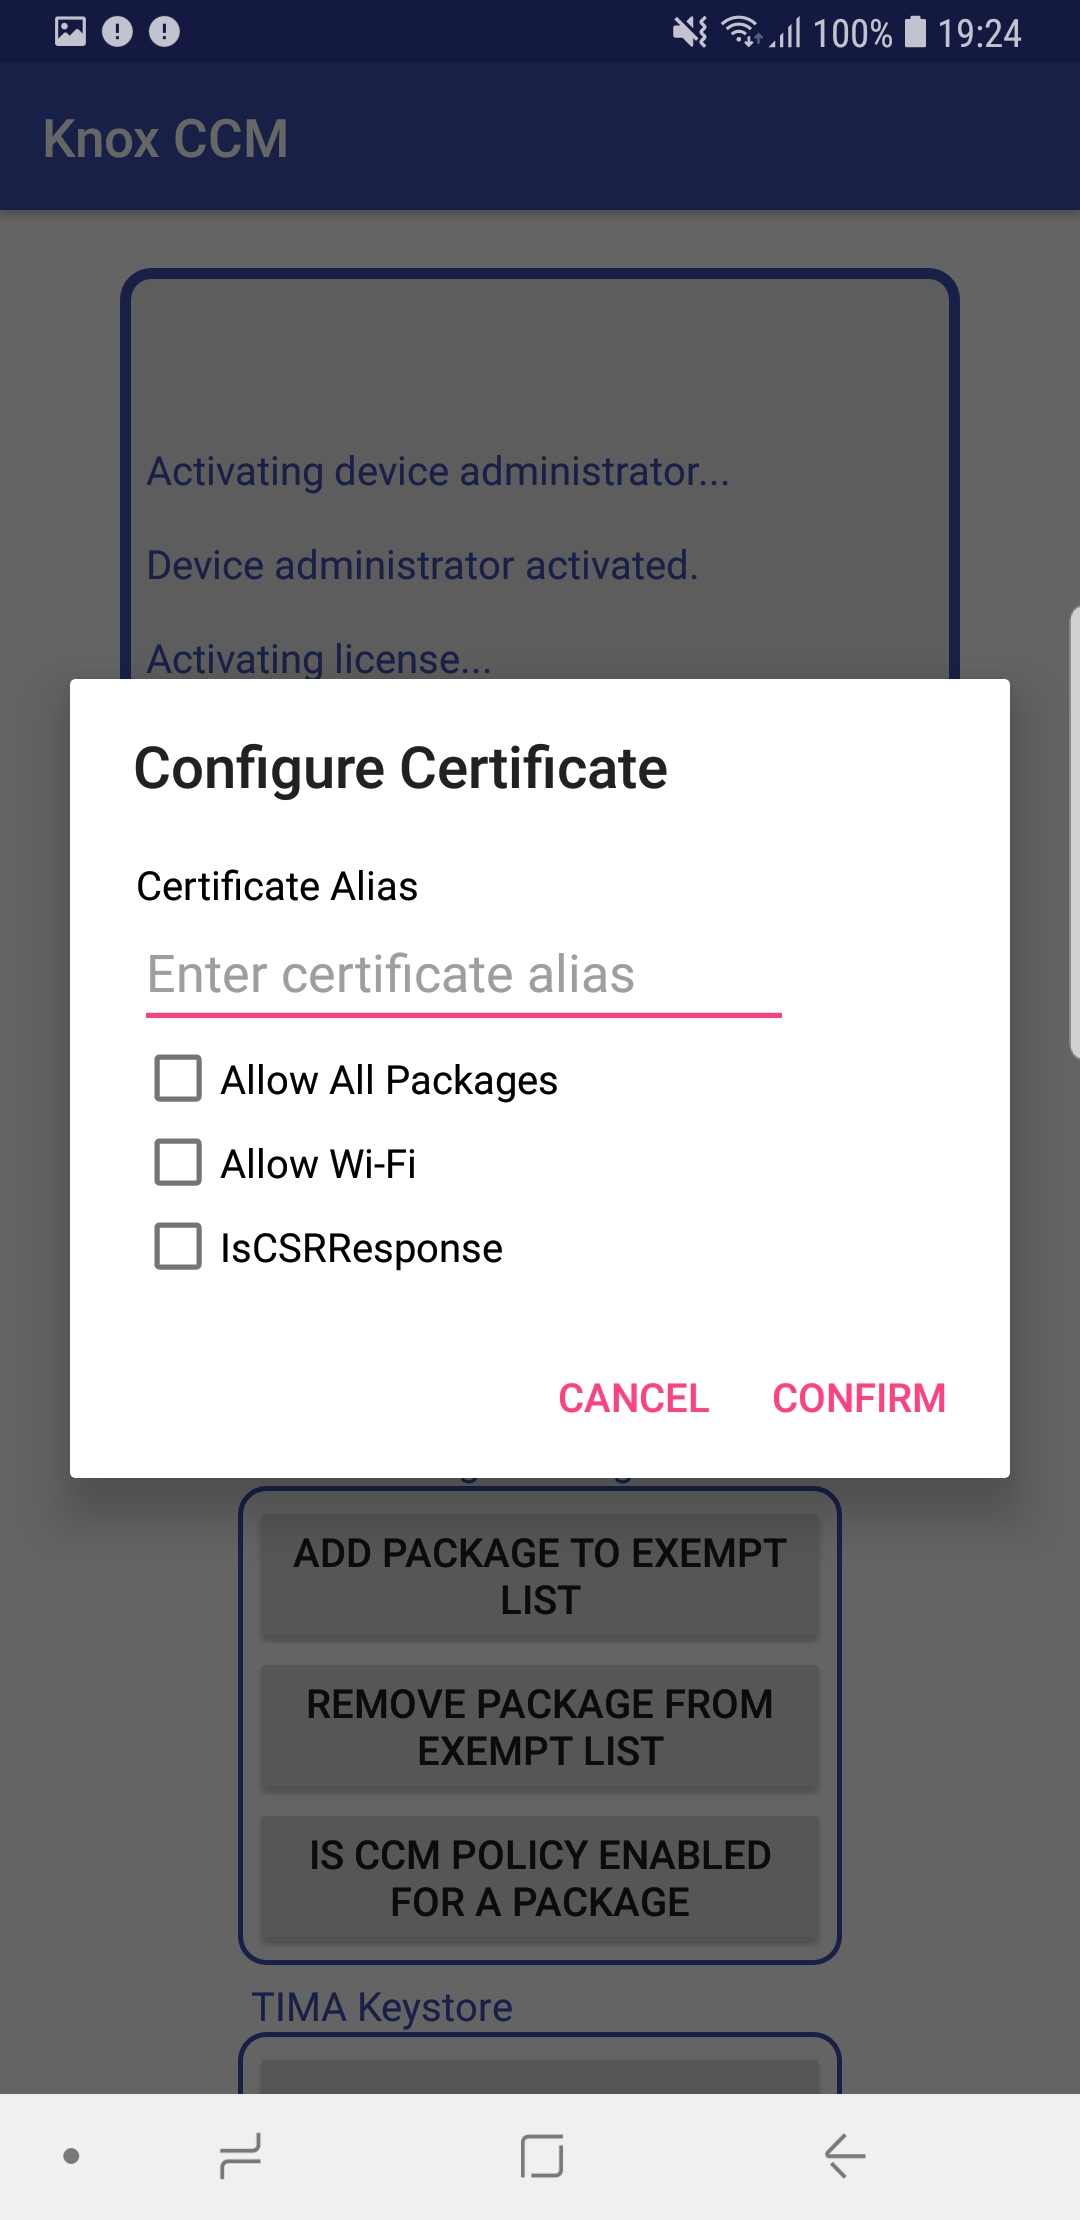 100% 19:24
Knox CCM
Activating device administrator...
Device administrator activated.
Activating license...
Configure Certificate
Certificate Alias
Enter certificate alias
Allow All Packages
Allow Wi-Fi
IsCSRResponse
CANCEL CONFIRM
ADD PACKAGE TO EXEMPT
LIST
REMOVE PACKAGE FROM
EXEMPT LIST
IS CCM POLICY ENABLED
FOR A PACKAGE
TIMA Keystore